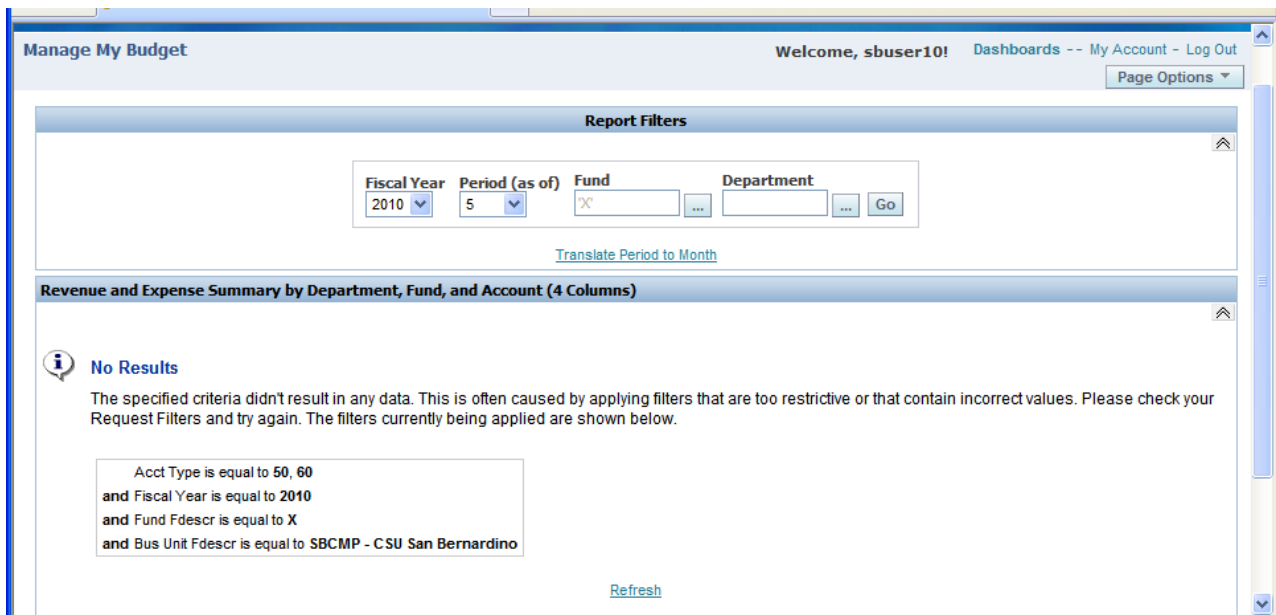 Manage My Budget
Welcome, sbuser10! Dashboards -- My Account - Log Out
Page Options
Report Filters
Fiscal Year Period (as of) Fund Department
2010 5 'X' ... ... Go
Translate Period to Month
Revenue and Expense Summary by Department, Fund, and Account (4 Columns)
No Results
The specified criteria didn't result in any data. This is often caused by applying filters that are too restrictive or that contain incorrect values. Please check your
Request Filters and try again. The filters currently being applied are shown below.
Acct Type is equal to 50, 60
and Fiscal Year is equal to 2010
and Fund Fdescr is equal to X
and Bus Unit Fdescr is equal to SBCMP - CSU San Bernardino
Refresh